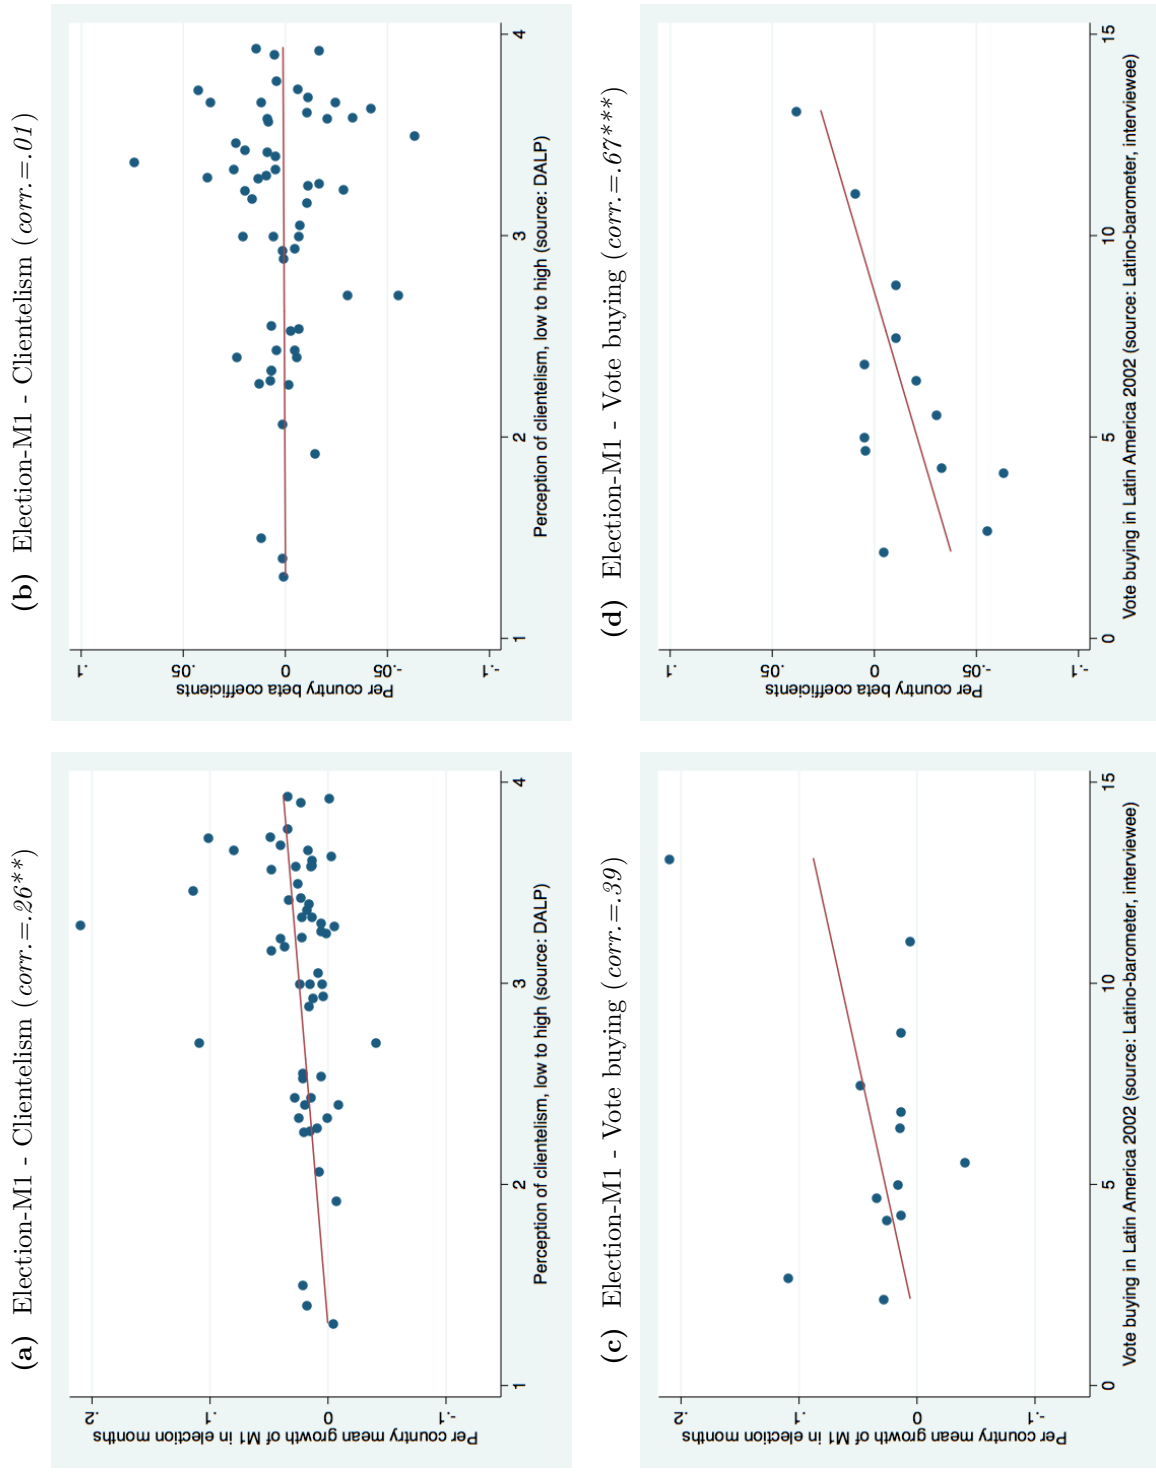 (a) Election-M1 - Clientelism (corr.=.26**)
Per country mean growth of M1 in election months
.2
.1
0
-.1
1
2
3
4
Perception of clientelism, low to high (source: DALP)
(b) Election-M1 - Clientelism (corr.=.01)
Per country beta coefficients
.1
.05
0
-.05
-.1
1
2
3
4
Perception of clientelism, low to high (source: DALP)
(c) Election-M1 - Vote buying (corr.=.39)
Per country mean growth of M1 in election months
.2
.1
0
-.1
0
5
10
15
Vote buying in Latin America 2002 (source: Latino-barometer, interviewee)
(d) Election-M1 - Vote buying (corr.=.67***)
Per country beta coefficients
.1
.05
0
-.05
-.1
0
5
10
15
Vote buying in Latin America 2002 (source: Latino-barometer, interviewee)